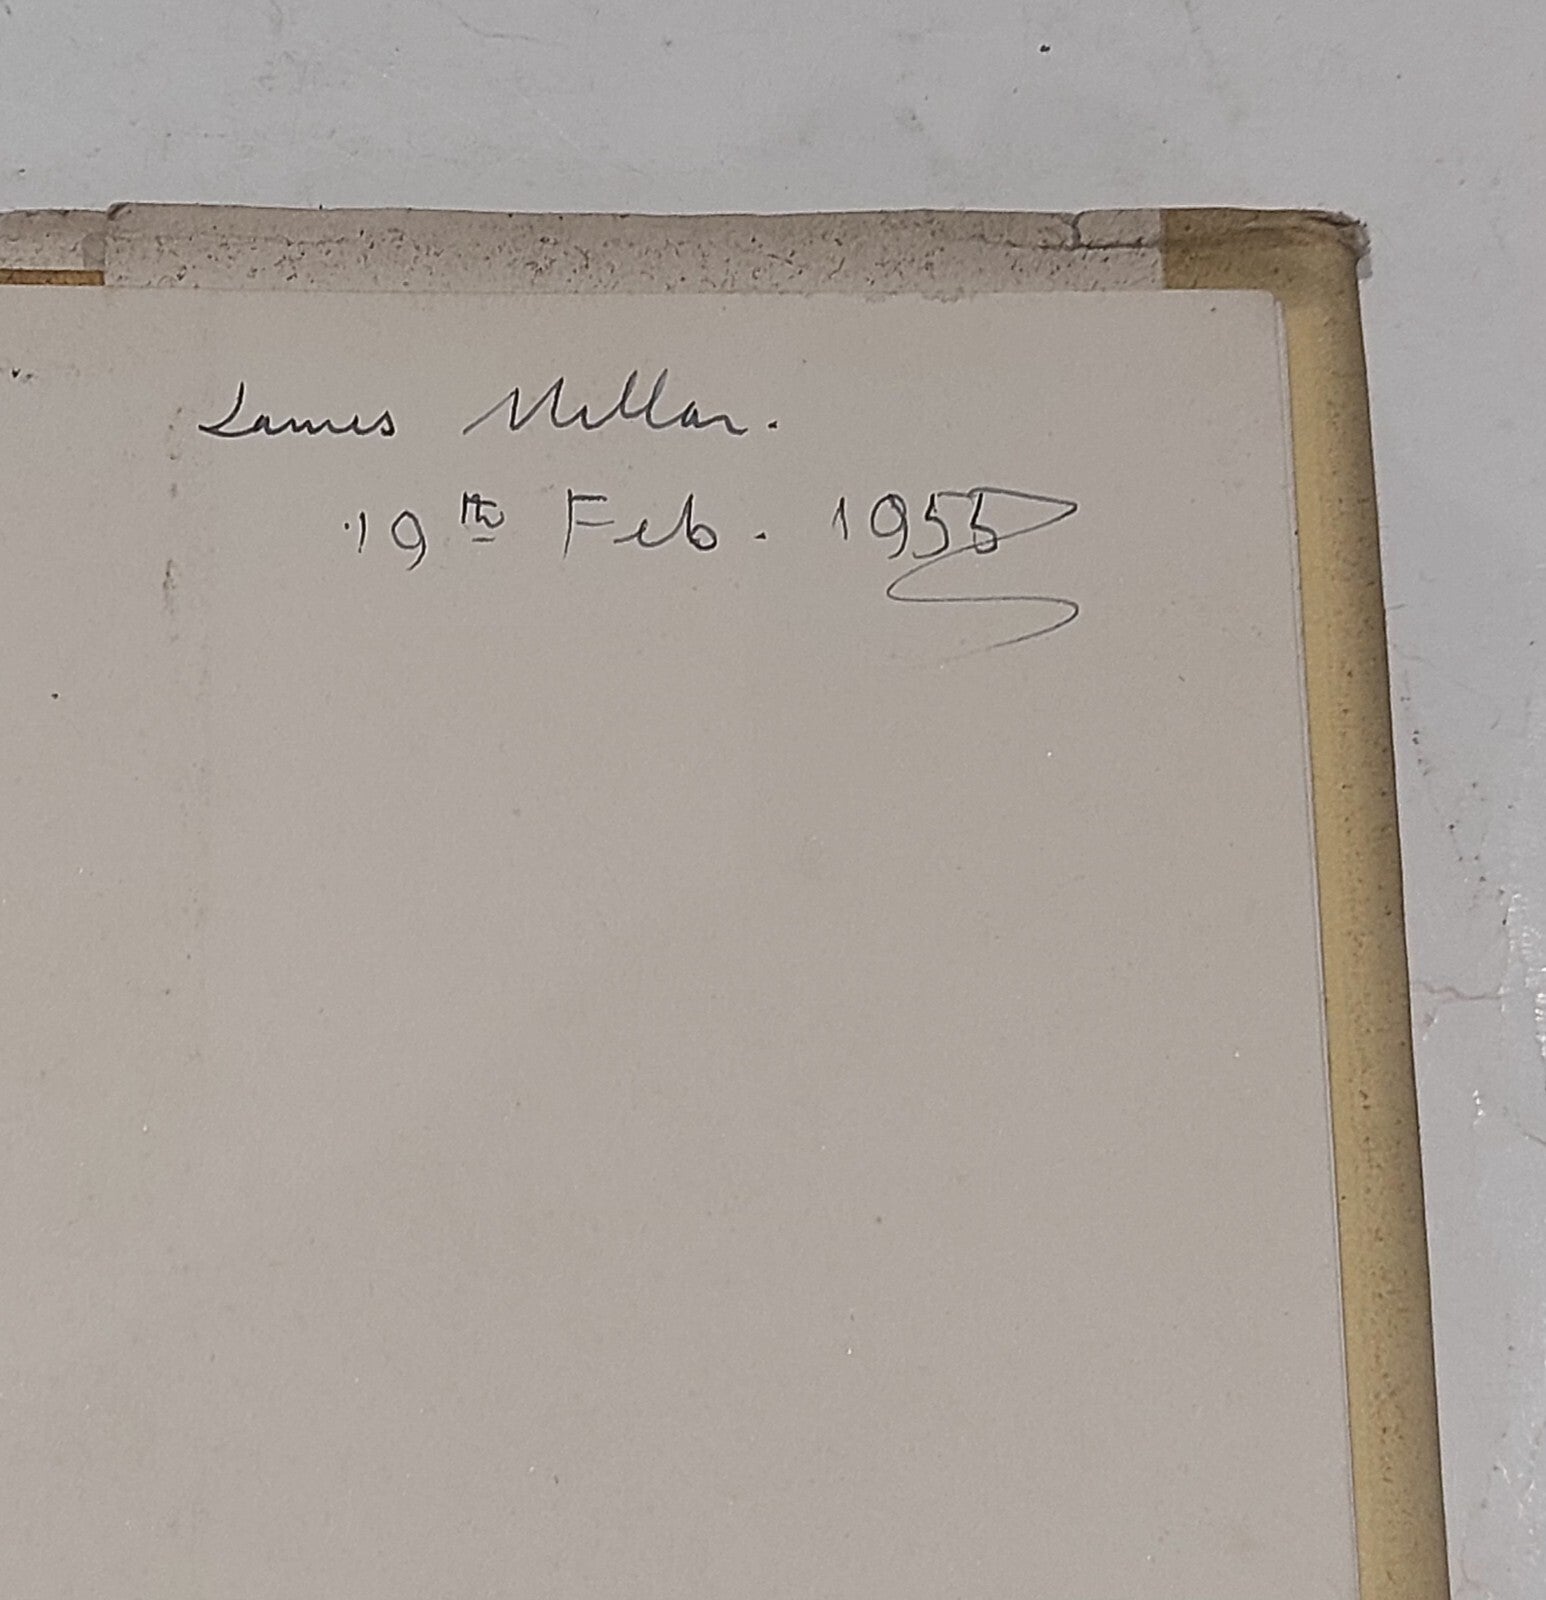 James Millar.
19th Feb. 1955